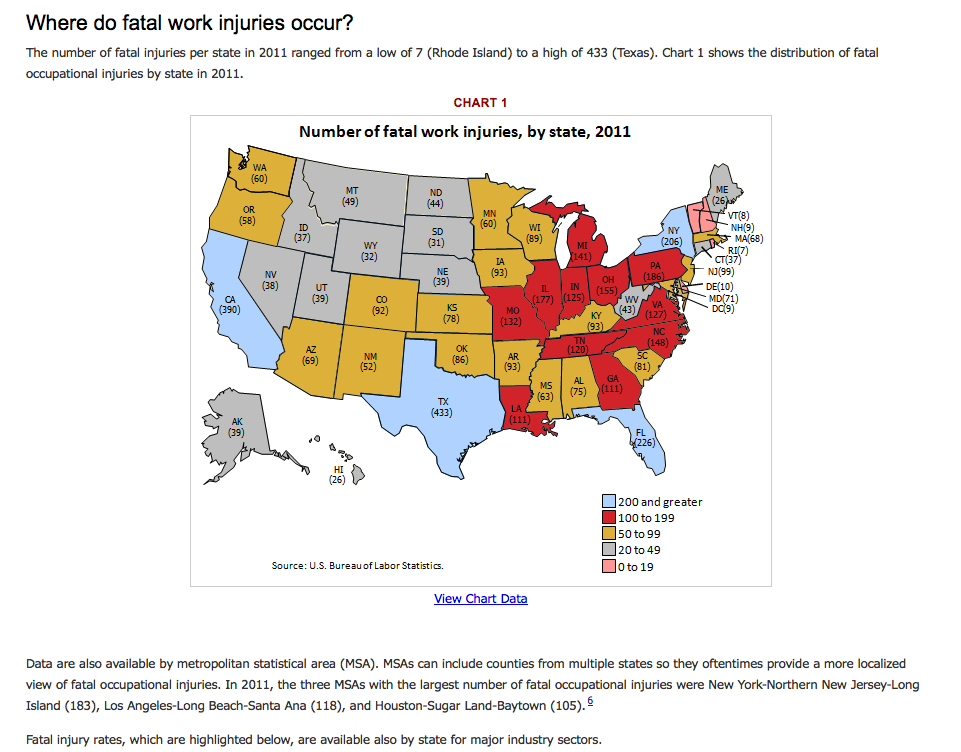 Where do fatal work injuries occur?
The number of fatal injuries per state in 2011 ranged from a low of 7 (Rhode Island) to a high of 433 (Texas). Chart 1 shows the distribution of fatal
occupational injuries by state in 2011.
CHART 1
Number of fatal work injuries, by state, 2011
WA
(60)
OR
(58)
CA
(390)
NV
(38)
ID
(37)
MT
(49)
WY
(32)
UT
(39)
AZ
(69)
CO
(92)
NM
(52)
ND
(44)
SD
(31)
NE
(39)
KS
(78)
OK
(86)
TX
(433)
MN
(60)
IA
(93)
MO
(132)
AR
(93)
LA
(111)
WI
(89)
IL
(177)
MI
(141)
IN
(125)
OH
(155)
KY
(93)
TN
(120)
MS
(63)
AL
(75)
GA
(111)
FL
(226)
SC
(81)
NC
(148)
VA
(127)
WV
(43)
PA
(186)
NY
(206)
ME
(26)
VT(8)
NH(9)
MA(68)
RI(7)
CT(37)
NJ(99)
DE(10)
MD(71)
DC(9)
AK
(39)
HI
(26)
200 and greater
100 to 199
50 to 99
20 to 49
0 to 19
Source: U.S. Bureau of Labor Statistics.
View Chart Data
Data are also available by metropolitan statistical area (MSA). MSAs can include counties from multiple states so they oftentimes provide a more localized
view of fatal occupational injuries. In 2011, the three MSAs with the largest number of fatal occupational injuries were New York-Northern New Jersey-Long
Island (183), Los Angeles-Long Beach-Santa Ana (118), and Houston-Sugar Land-Baytown (105). 6
Fatal injury rates, which are highlighted below, are available also by state for major industry sectors.